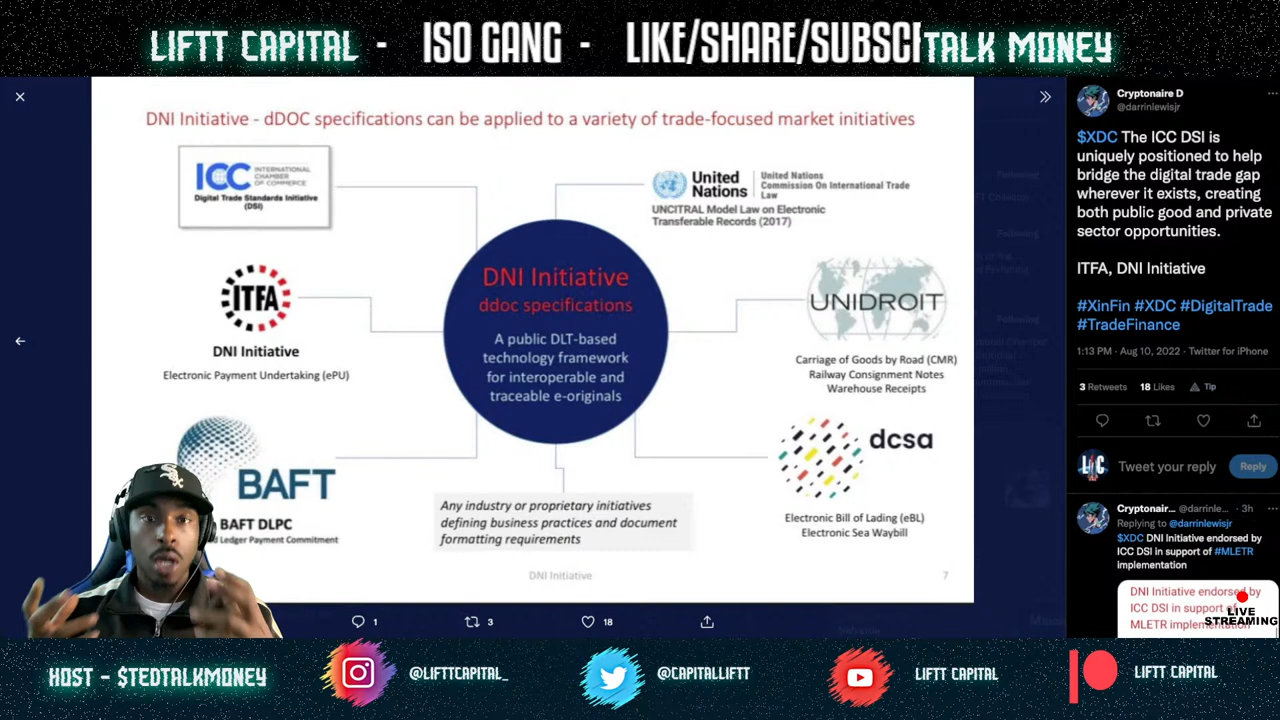 LIFTT CAPITAL - ISO GANG - LIKE/SHARE/SUBSCI
TALK MONEY
DNI Initiative - dDOC specifications can be applied to a variety of trade-focused market initiatives
ICC INTERNATIONAL
CHAMBER
OF COMMERCE
Digital Trade Standards Initiative
(DSI)
ITFA
DNI Initiative
Electronic Payment Undertaking (ePU)
BAFT
BAFT DLPC
Ledger Payment Commitment
DNI Initiative
ddoc specifications
A public DLT-based
technology framework
for interoperable and
traceable e-originals
Any industry or proprietary initiatives
defining business practices and document
formatting requirements
United
Nations
United Nations
Commission On International Trade
Law
UNCITRAL Model Law on Electronic
Transferable Records (2017)
UNIDROIT
Carriage of Goods by Road (CMR)
Railway Consignment Notes
Warehouse Receipts
dcsa
Electronic Bill of Lading (eBL)
Electronic Sea Waybill
DNI Initiative
7
1
3
18
Cryptonaire D
@darrinlewisjr
$XDC The ICC DSI is
uniquely positioned to help
bridge the digital trade gap
wherever it exists, creating
both public good and private
sector opportunities.
ITFA, DNI Initiative
#XinFin #XDC #DigitalTrade
#TradeFinance
1:13 PM · Aug 10, 2022 · Twitter for iPhone
3 Retweets 18 Likes Tip
LIC
Tweet your reply
Reply
Cryptonair... @darrinle... · 3h
Replying to @darrinlewisjr
$XDC DNI Initiative endorsed by
ICC DSI in support of #MLETR
implementation
DNI Initiative endorsed by
ICC DSI in support of
MLETR implementation
LIVE
STREAMING
HOST - $TEDTALKMONEY
@LIFTTCAPITAL_
@CAPITALLIFTT
LIFTT CAPITAL
LIFTT CAPITAL